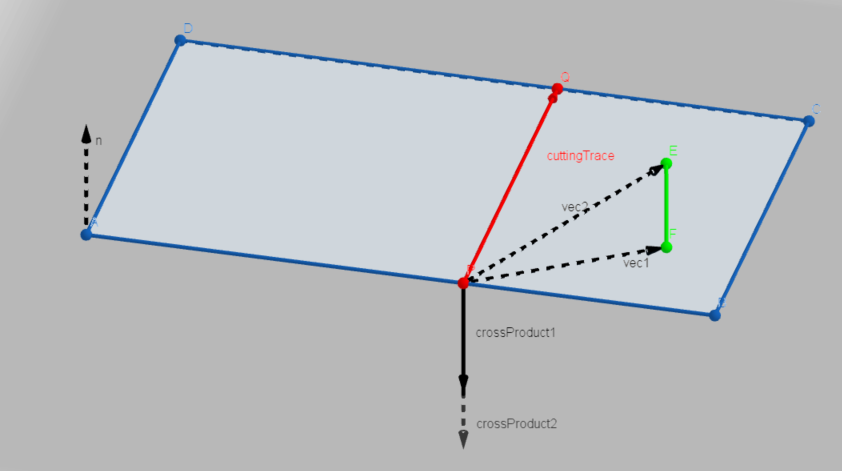 D
Q
C
n
cuttingTrace
E
vec2
F
vec1
A
crossProduct1
crossProduct2